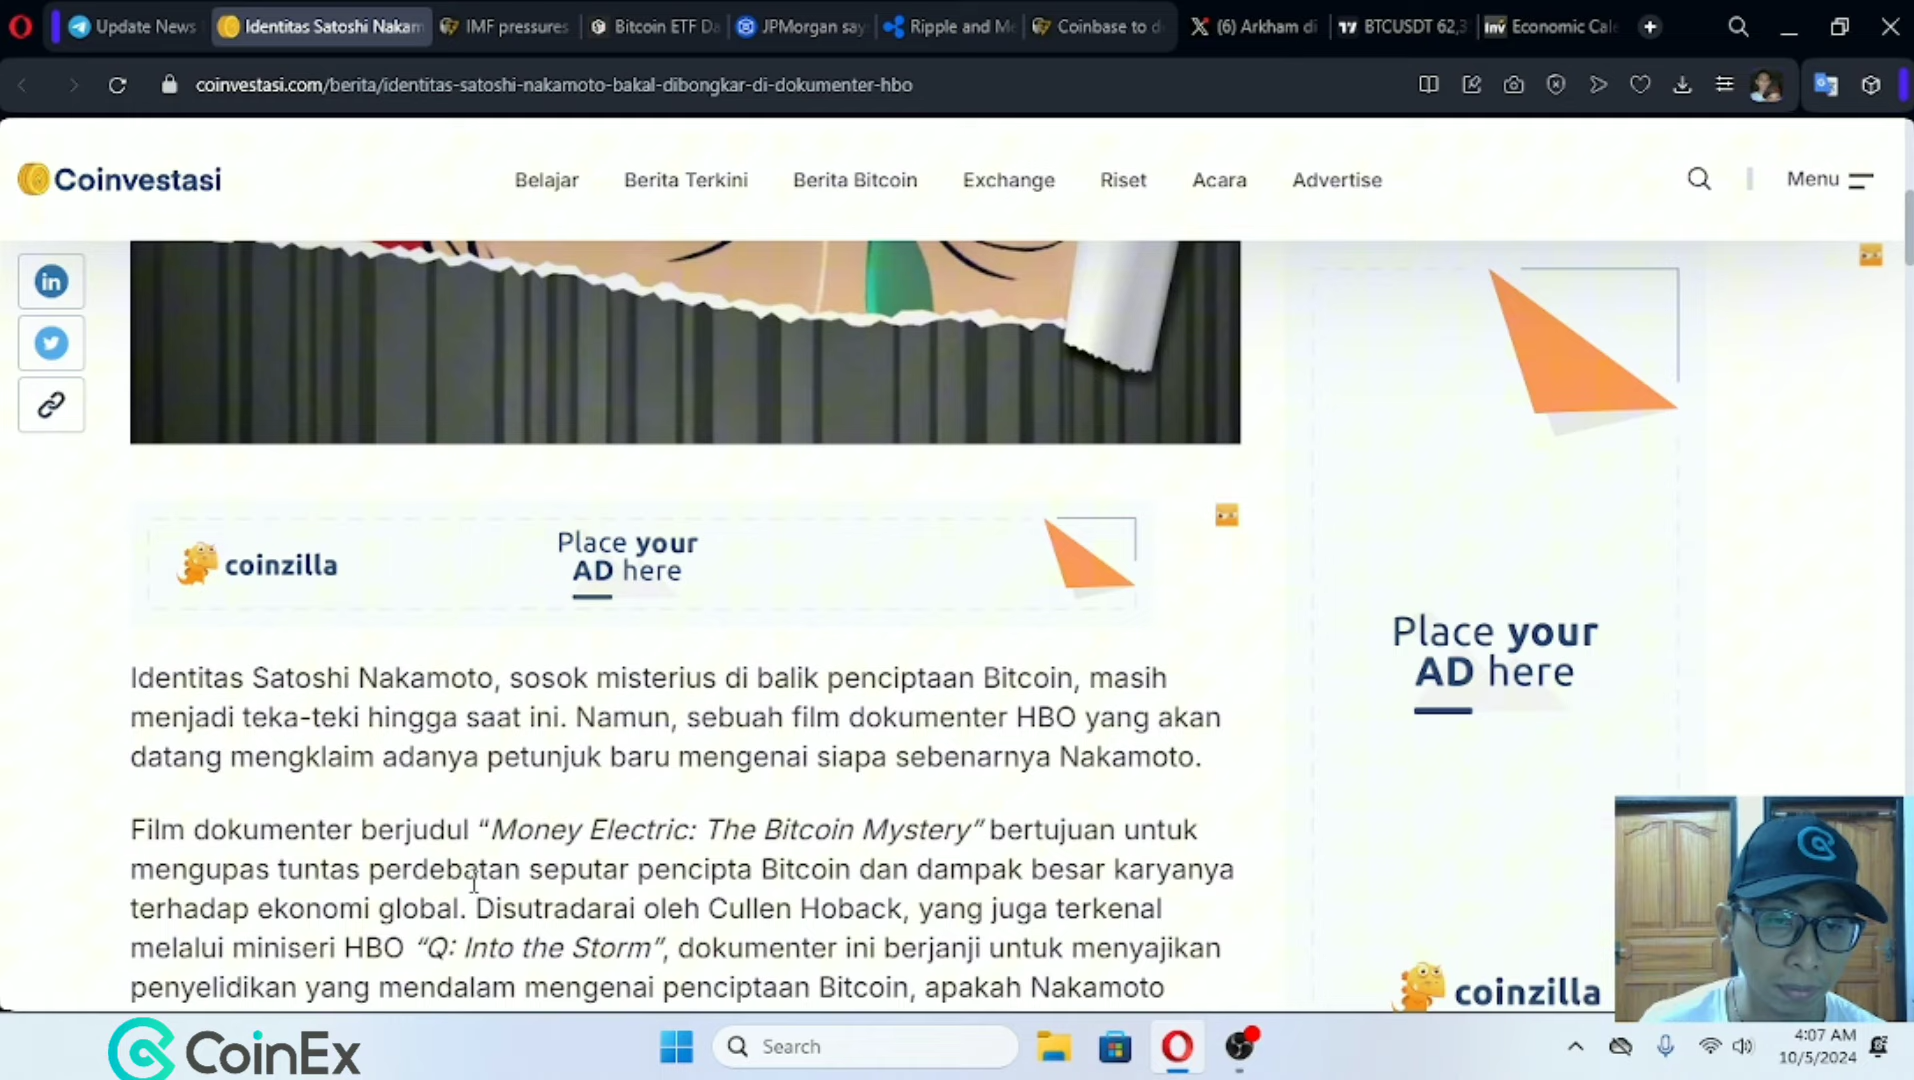 Update News
Identitas Satoshi Nakam
IMF pressures
Bitcoin ETF Da
JPMorgan say
Ripple and Me
Coinbase to d
(6) Arkham di
BTCUSDT 62,3
Economic Cale
coinvestasi.com/berita/identitas-satoshi-nakamoto-bakal-dibongkar-di-dokumenter-hbo
Coinvestasi
Belajar
Berita Terkini
Berita Bitcoin
Exchange
Riset
Acara
Advertise
Menu
coinzilla
Place your
AD here
Identitas Satoshi Nakamoto, sosok misterius di balik penciptaan Bitcoin, masih
menjadi teka-teki hingga saat ini. Namun, sebuah film dokumenter HBO yang akan
datang mengklaim adanya petunjuk baru mengenai siapa sebenarnya Nakamoto.
Film dokumenter berjudul “Money Electric: The Bitcoin Mystery” bertujuan untuk
mengupas tuntas perdebatan seputar pencipta Bitcoin dan dampak besar karyanya
terhadap ekonomi global. Disutradarai oleh Cullen Hoback, yang juga terkenal
melalui miniseri HBO “Q: Into the Storm”, dokumenter ini berjanji untuk menyajikan
penyelidikan yang mendalam mengenai penciptaan Bitcoin, apakah Nakamoto
Place your
AD here
coinzilla
CoinEx
Search
4:07 AM
10/5/2024